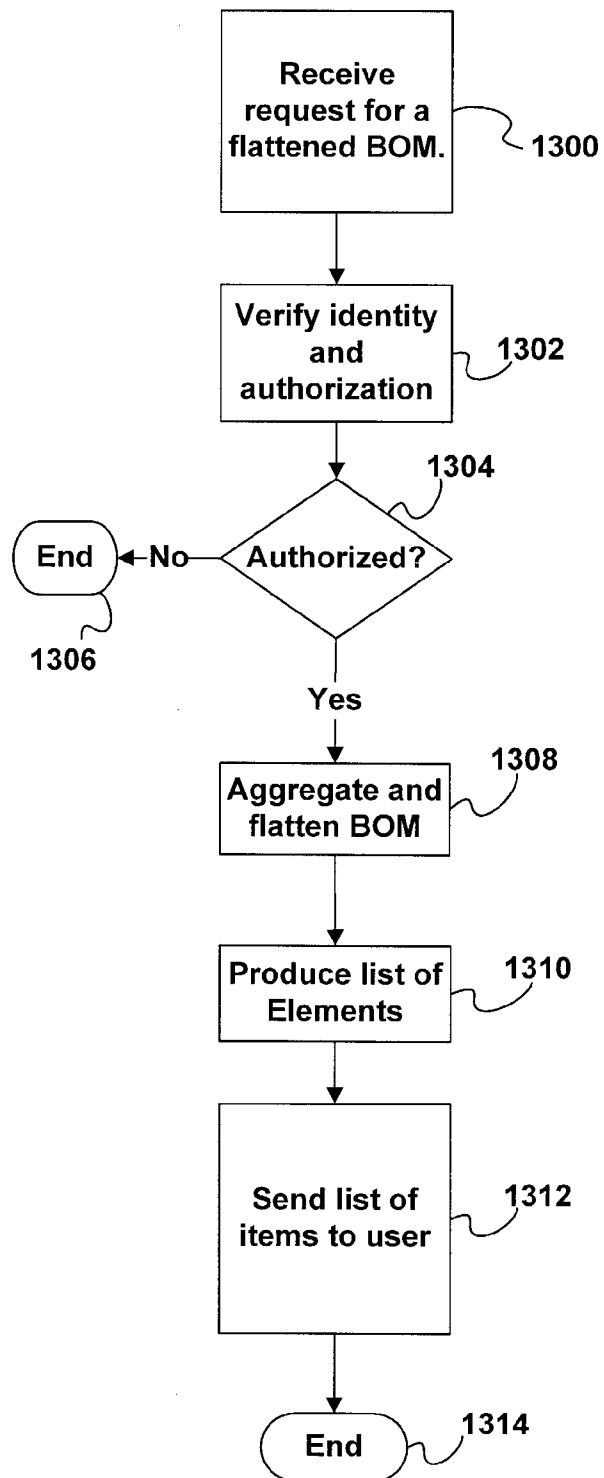 Receive
request for a
flattened BOM.
1300
Verify identity
and
authorization
1302
1304
Authorized?
No
End
1306
Yes
Aggregate and
flatten BOM
1308
Produce list of
Elements
1310
Send list of
items to user
1312
End
1314